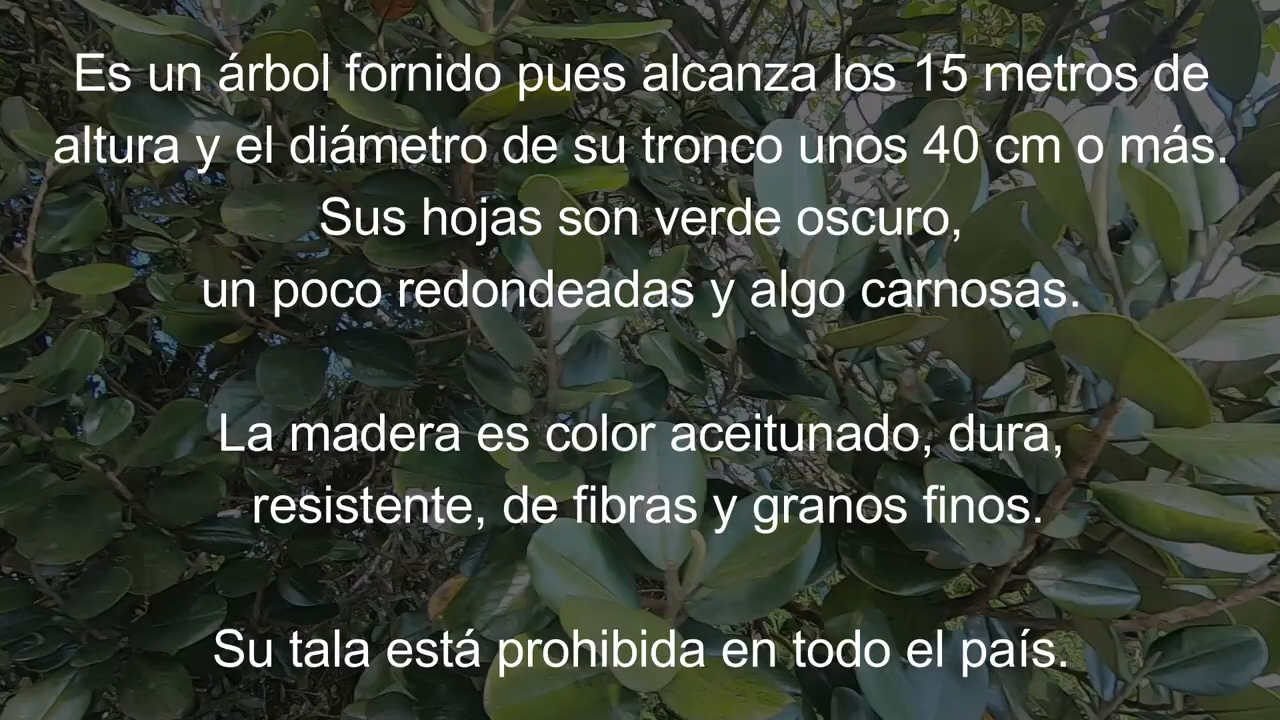 Es un árbol fornido pues alcanza los 15 metros de
altura y el diámetro de su tronco unos 40 cm o más.
Sus hojas son verde oscuro,
un poco redondeadas y algo carnosas.
La madera es color aceitunado, dura,
resistente, de fibras y granos finos.
Su tala está prohibida en todo el país.